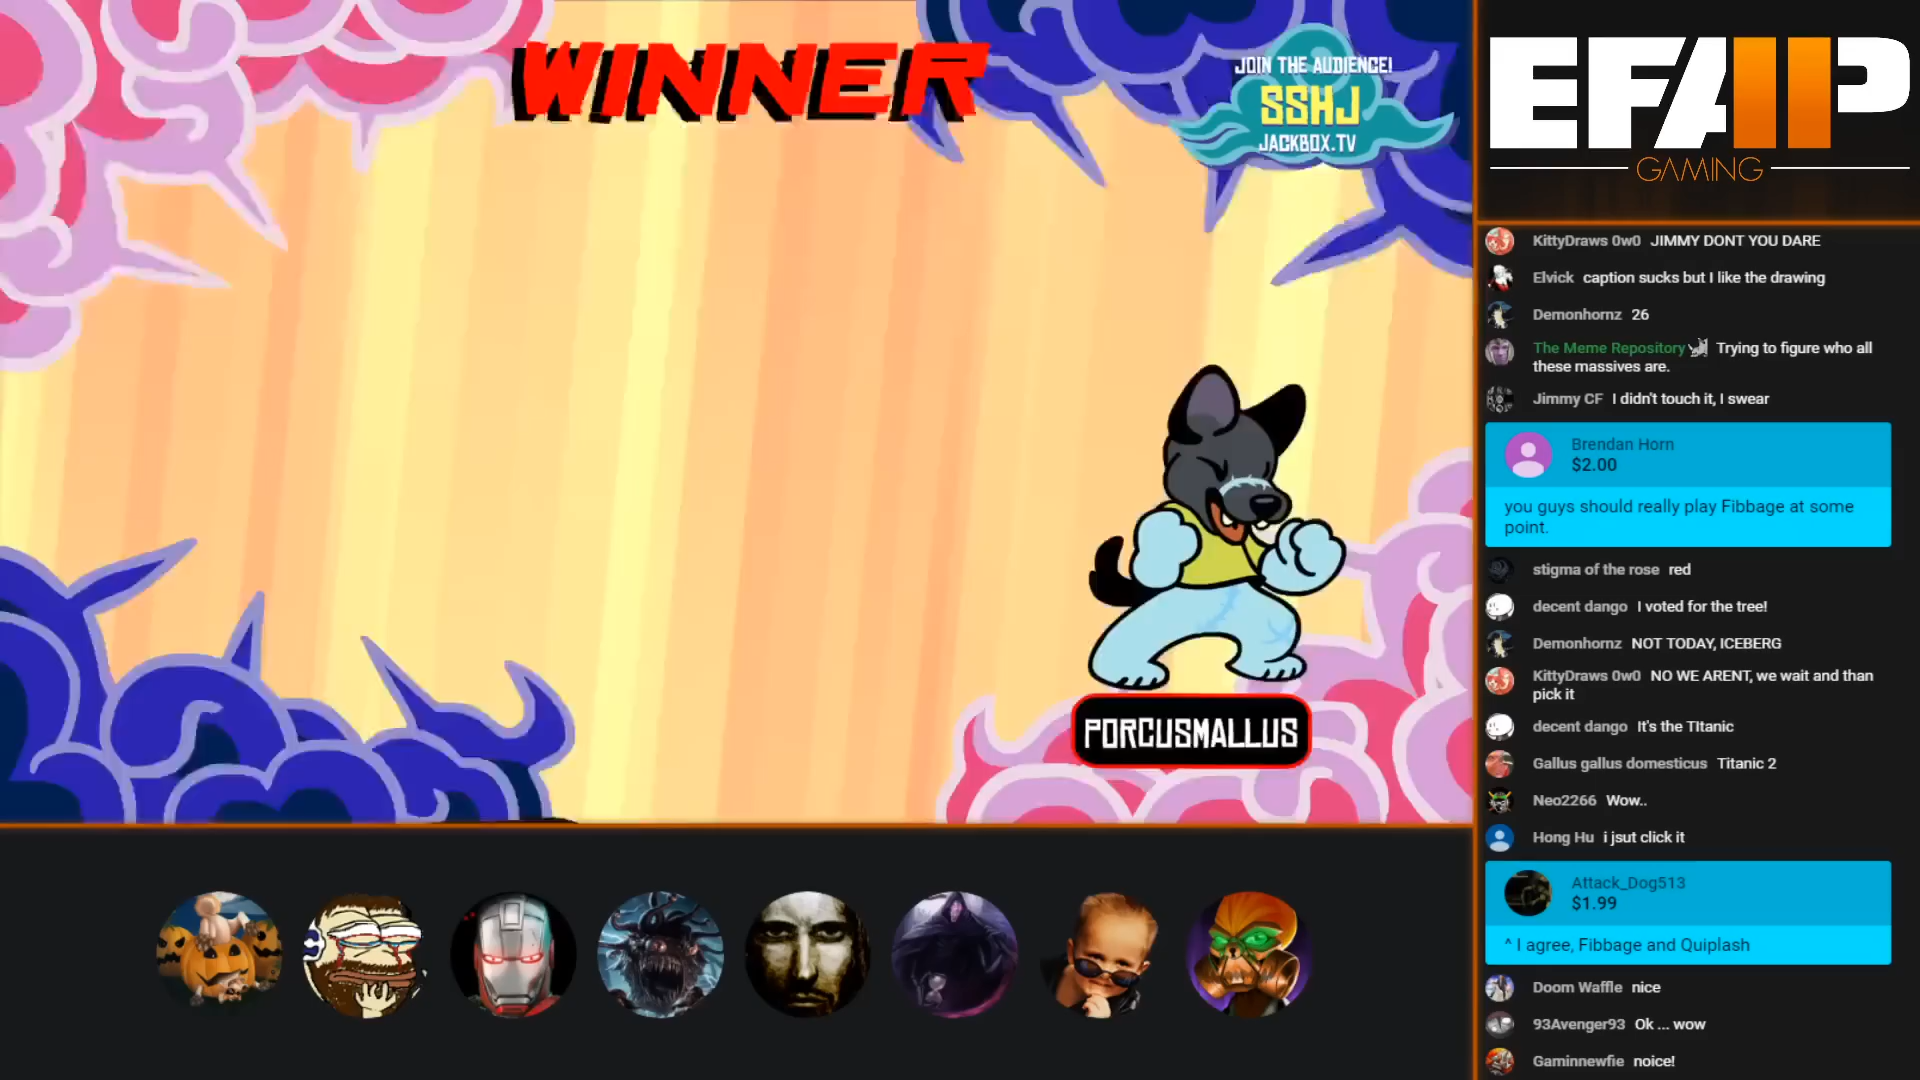 WINNER
JOIN THE AUDIENCE!
SSHJ
JACKBOX.TV
PORCUSMALLUS
EFAP
GAMING
KittyDraws 0w0 JIMMY DONT YOU DARE
Elvick caption sucks but I like the drawing
Demonhornz 26
The Meme Repository Trying to figure who all
these massives are.
Jimmy CF I didn't touch it, I swear
Brendan Horn
$2.00
you guys should really play Fibbage at some
point.
stigma of the rose red
decent dango I voted for the tree!
Demonhornz NOT TODAY, ICEBERG
KittyDraws 0w0 NO WE ARENT, we wait and than
pick it
decent dango It's the TItanic
Gallus gallus domesticus Titanic 2
Neo2266 Wow..
Hong Hu i jsut click it
Attack_Dog513
$1.99
^ I agree, Fibbage and Quiplash
Doom Waffle nice
93Avenger93 Ok ... wow
Gaminnewfie noice!